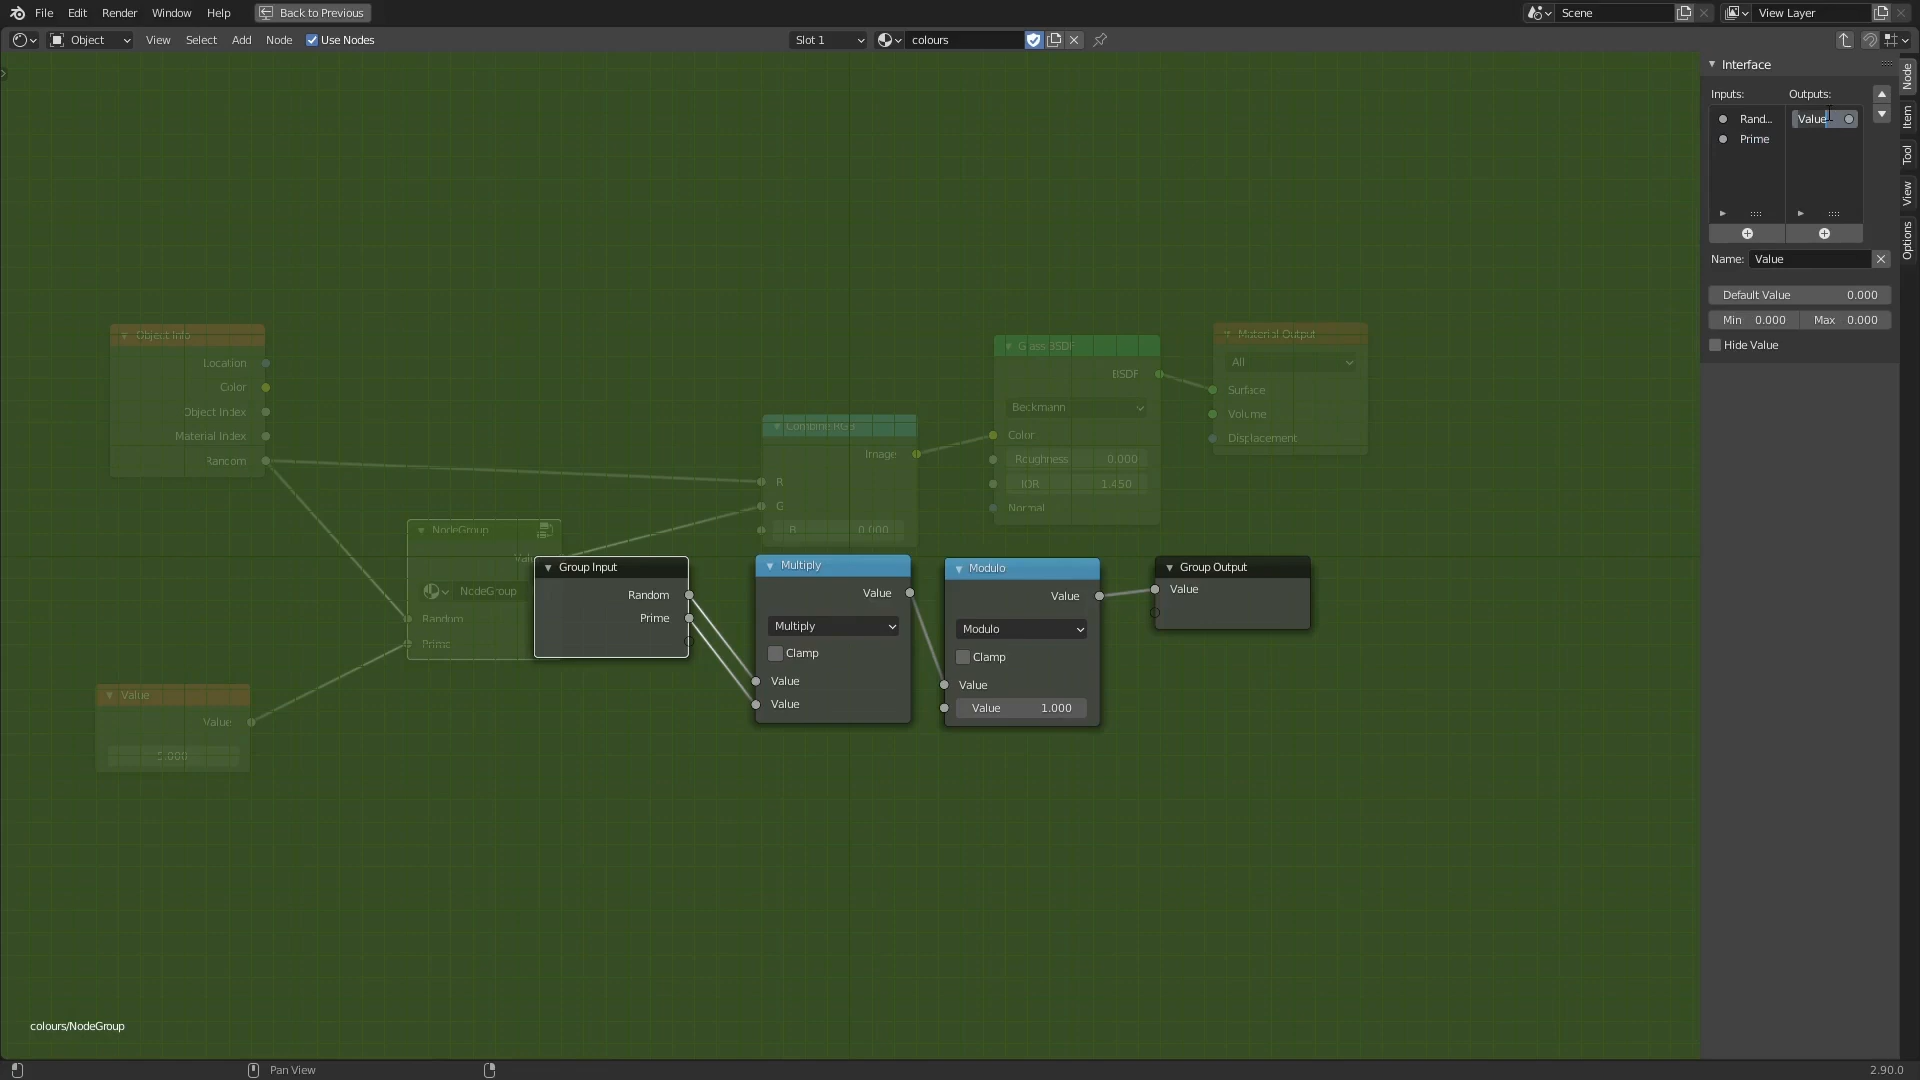 File Edit Render Window Help Back to Previous Scene View Layer
Object View Select Add Node Use Nodes Slot 1 colours
Interface
Inputs: Outputs:
Rand... Value
Prime
Name: Value
Default Value 0.000
Min 0.000 Max 0.000
Hide Value
Node
Item
Tool
View
Options
Object Info
Location
Color
Object Index
Material Index
Random
Combine RGB
Image
R
G
B 0.000
Glass BSDF
BSDF
Beckmann
Color
Roughness 0.000
IOR 1.450
Normal
Material Output
All
Surface
Volume
Displacement
NodeGroup
Value
NodeGroup
Random
Prime
Value
Value
Group Input
Random
Prime
Multiply
Value
Multiply
Clamp
Value
Value
Modulo
Value
Modulo
Clamp
Value
Value 1.000
Group Output
Value
colours/NodeGroup
Pan View 2.90.0